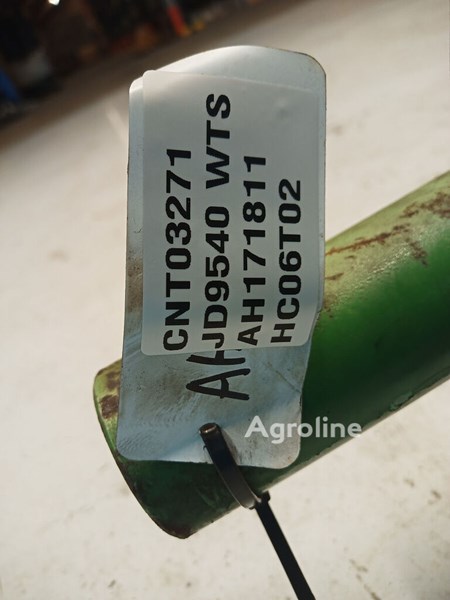 CNT03271
JD9540 WTS
AH171811
HC06T02
AH
Agroline